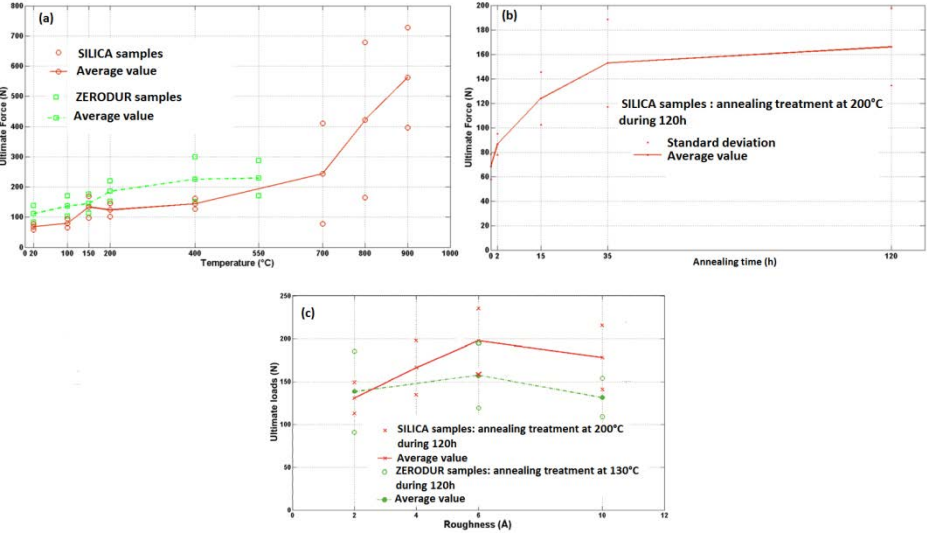 (a)
800
700
600
500
400
300
200
100
0
Ultimate Force (N)
SILICA samples
Average value
ZERODUR samples
Average value
0 20
100
150
200
400
550
700
800
900
1000
Temperature (°C)
(b)
200
180
160
140
120
100
80
60
40
20
0
Ultimate Force (N)
SILICA samples : annealing treatment at 200°C
during 120h
Standard deviation
Average value
0 2
15
35
120
Annealing time (h)
(c)
250
200
150
100
50
0
Ultimate loads (N)
SILICA samples: annealing treatment at 200°C
during 120h
Average value
ZERODUR samples: annealing treatment at 130°C
during 120h
Average value
0
2
4
6
8
10
12
Roughness (Å)